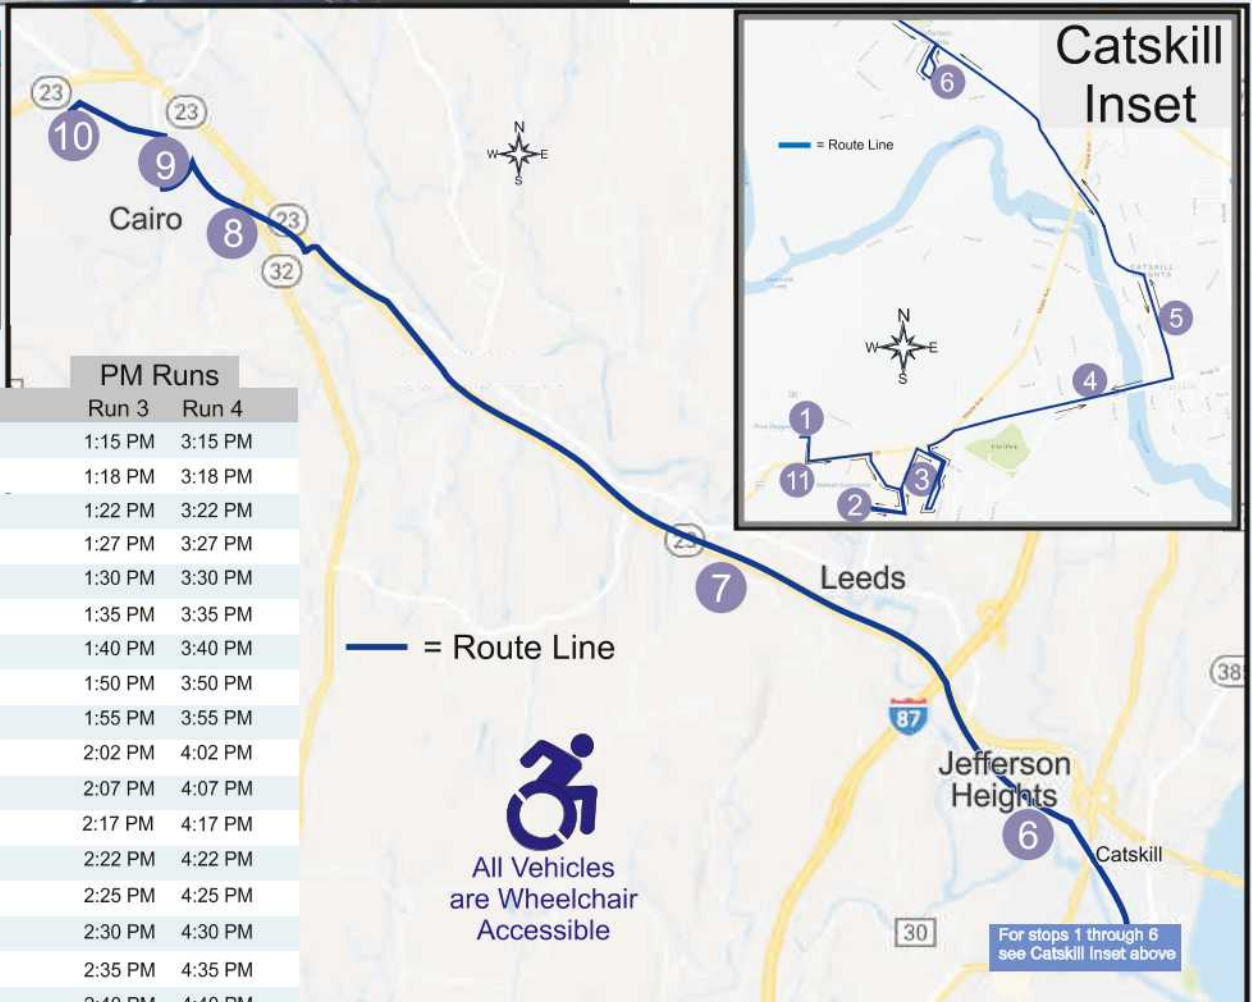 23
23
10
9
Cairo
8
23
32
N
W E
S
Catskill
Inset
6
= Route Line
N
W E
S
5
4
1
11
3
2
PM Runs
Run 3 Run 4
1:15 PM 3:15 PM
1:18 PM 3:18 PM
1:22 PM 3:22 PM
1:27 PM 3:27 PM
1:30 PM 3:30 PM
1:35 PM 3:35 PM
1:40 PM 3:40 PM
1:50 PM 3:50 PM
1:55 PM 3:55 PM
2:02 PM 4:02 PM
2:07 PM 4:07 PM
2:17 PM 4:17 PM
2:22 PM 4:22 PM
2:25 PM 4:25 PM
2:30 PM 4:30 PM
2:35 PM 4:35 PM
2:40 PM 4:40 PM
23
7
Leeds
= Route Line
87
Jefferson
Heights
6
Catskill
All Vehicles
are Wheelchair
Accessible
30
For stops 1 through 6
see Catskill Inset above